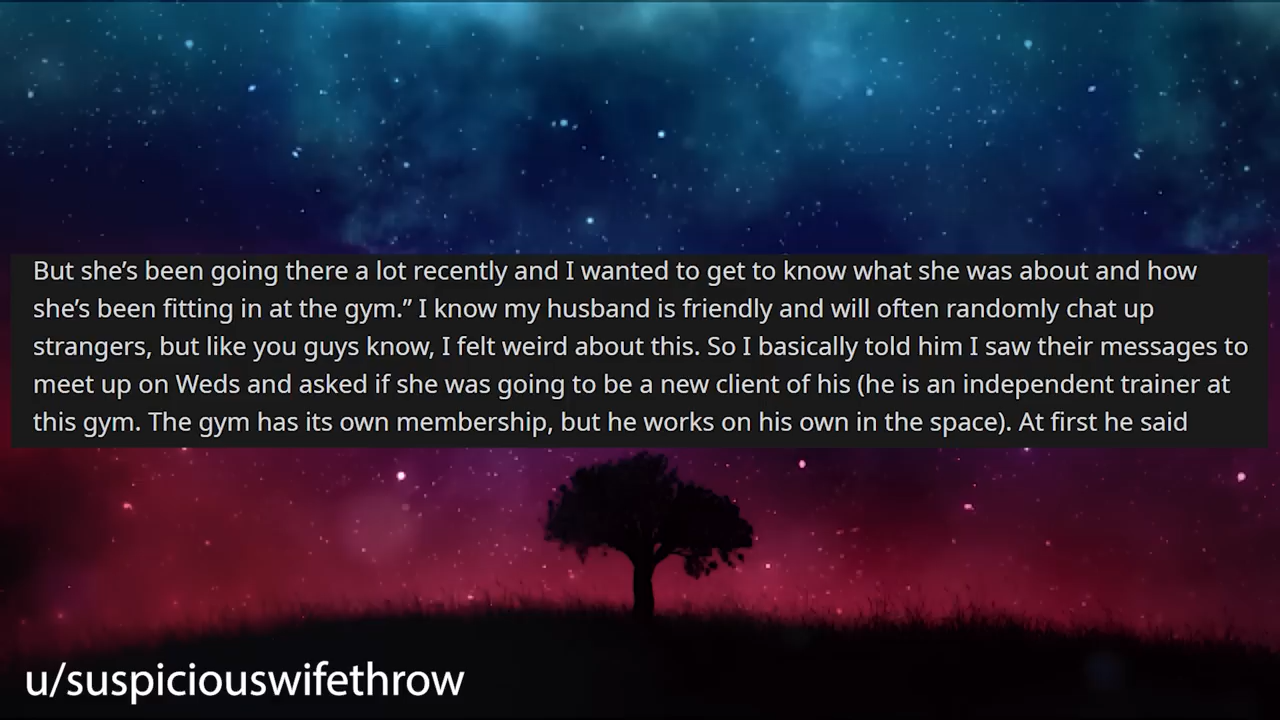 But she’s been going there a lot recently and I wanted to get to know what she was about and how
she’s been fitting in at the gym.” I know my husband is friendly and will often randomly chat up
strangers, but like you guys know, I felt weird about this. So I basically told him I saw their messages to
meet up on Weds and asked if she was going to be a new client of his (he is an independent trainer at
this gym. The gym has its own membership, but he works on his own in the space). At first he said
u/suspiciouswifethrow